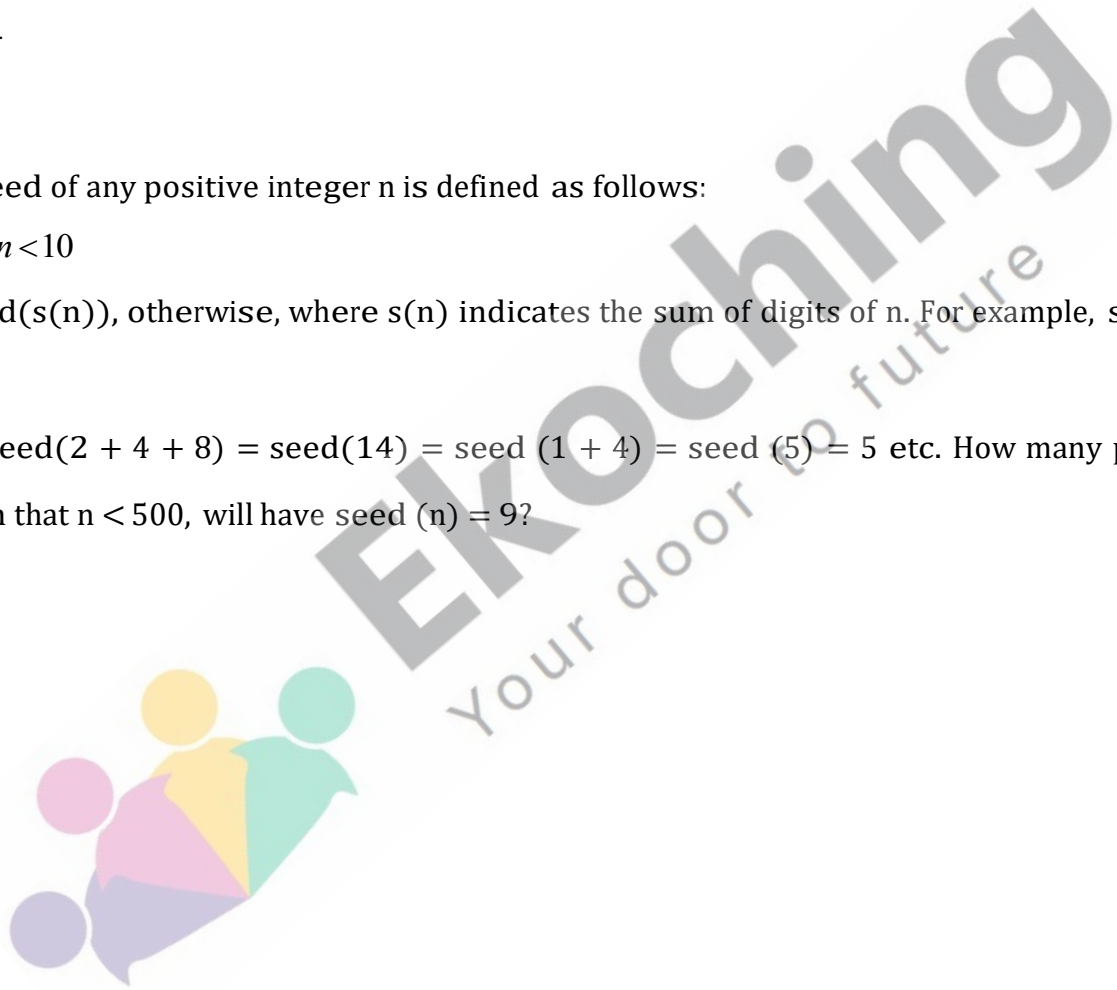 .
eed of any positive integer n is defined as follows:
n < 10
d(s(n)), otherwise, where s(n) indicates the sum of digits of n. For example, s
eed(2 + 4 + 8) = seed(14) = seed (1 + 4) = seed (5) = 5 etc. How many p
n that n < 500, will have seed (n) = 9?
Ekoching
Your door to future